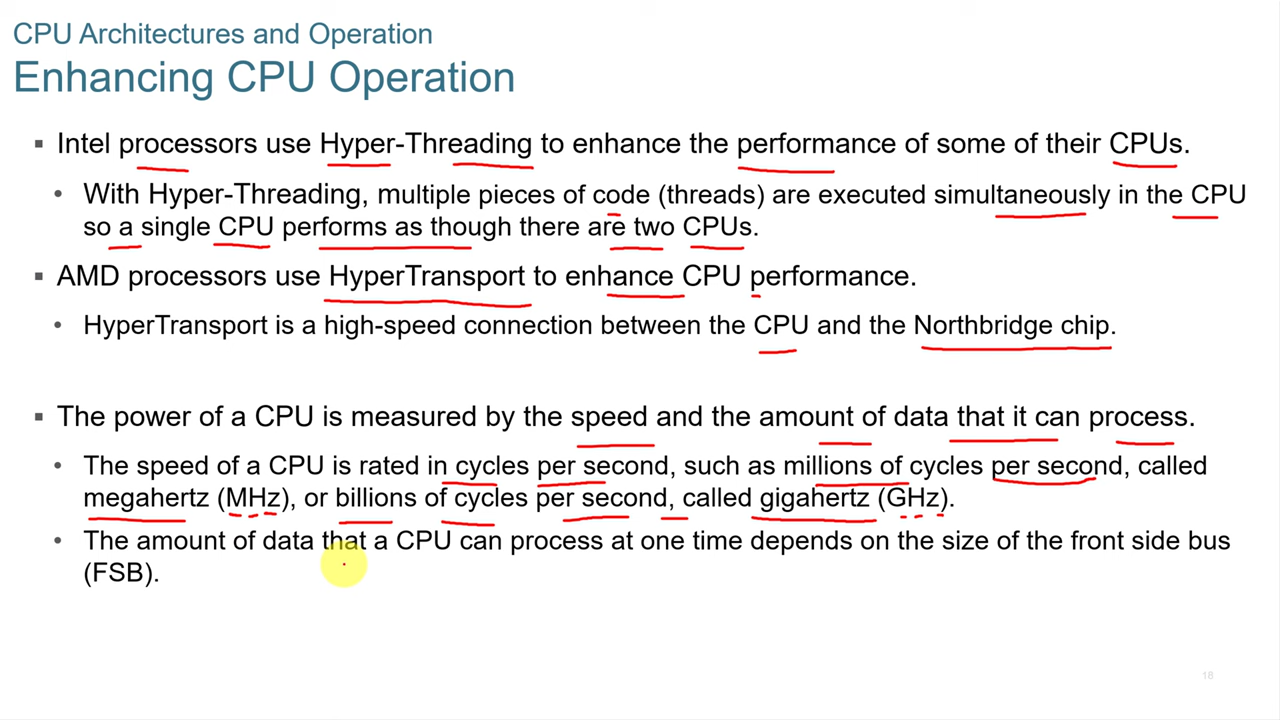 CPU Architectures and Operation
Enhancing CPU Operation
▪ Intel processors use Hyper-Threading to enhance the performance of some of their CPUs.
• With Hyper-Threading, multiple pieces of code (threads) are executed simultaneously in the CPU
so a single CPU performs as though there are two CPUs.
▪ AMD processors use HyperTransport to enhance CPU performance.
• HyperTransport is a high-speed connection between the CPU and the Northbridge chip.
▪ The power of a CPU is measured by the speed and the amount of data that it can process.
• The speed of a CPU is rated in cycles per second, such as millions of cycles per second, called
megahertz (MHz), or billions of cycles per second, called gigahertz (GHz).
• The amount of data that a CPU can process at one time depends on the size of the front side bus
(FSB).
18